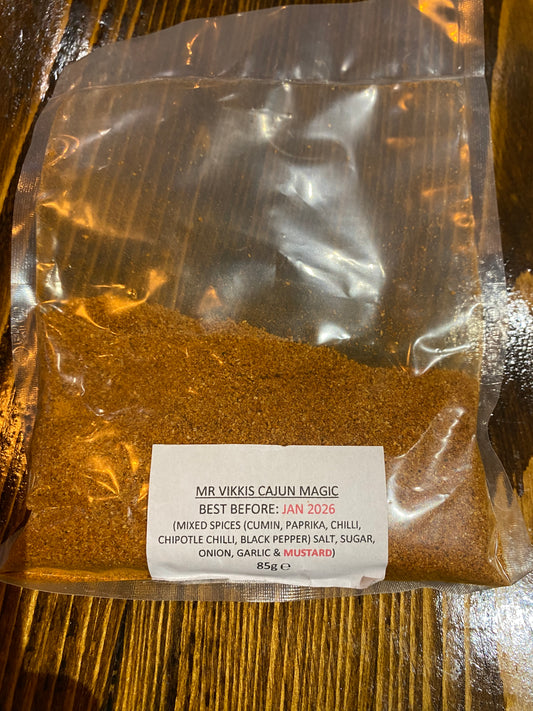 MR VIKKIS CAJUN MAGIC
BEST BEFORE: JAN 2026
(MIXED SPICES (CUMIN, PAPRIKA, CHILLI,
CHIPOTLE CHILLI, BLACK PEPPER) SALT, SUGAR,
ONION, GARLIC & MUSTARD)
85g ℮